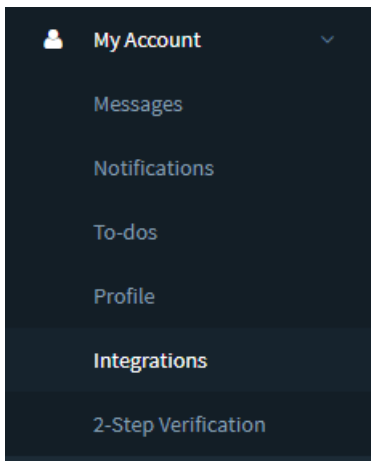 My Account
Messages
Notifications
To-dos
Profile
Integrations
2-Step Verification